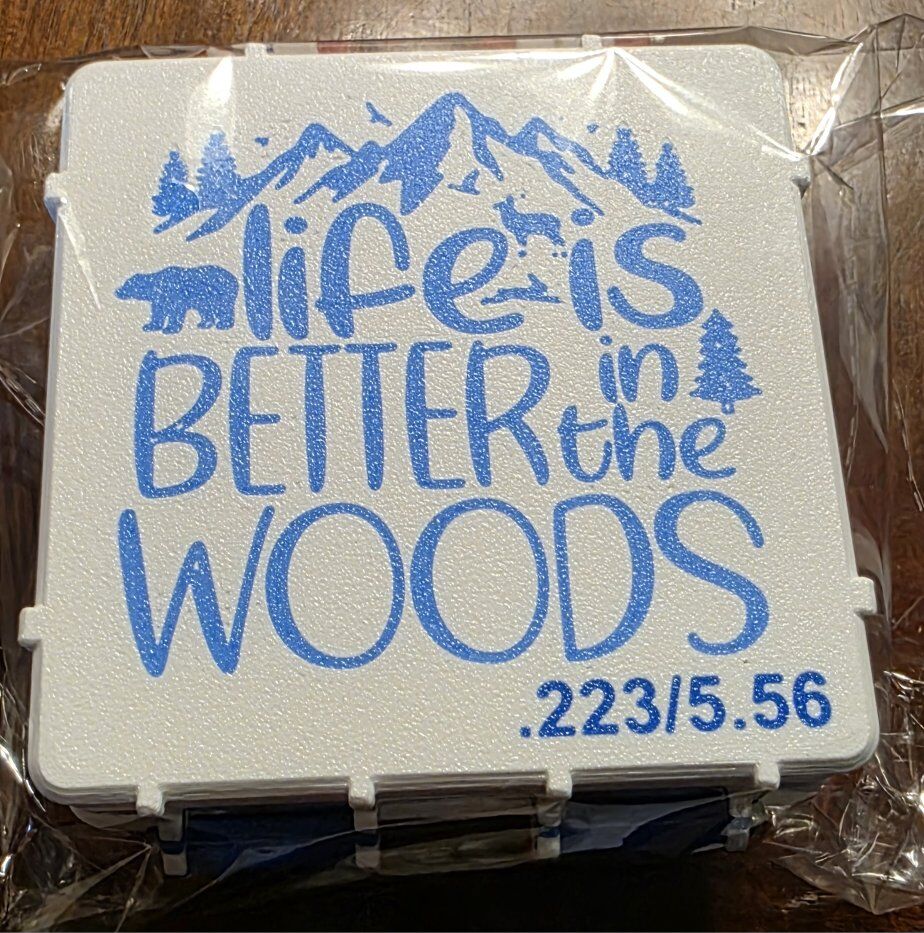 life is
BETTER in the
WOODS
.223/5.56